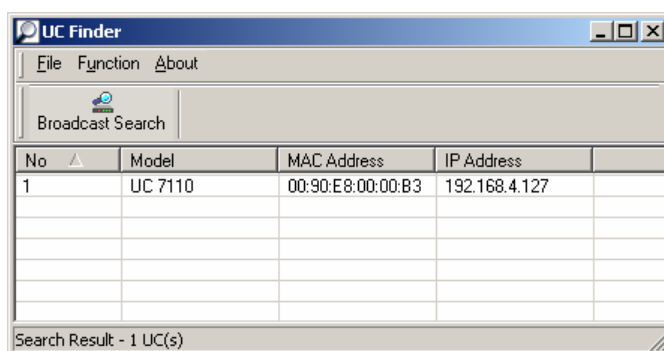 UC Finder
File Function About
Broadcast Search
No Model MAC Address IP Address
1 UC 7110 00:90:E8:00:00:B3 192.168.4.127
Search Result - 1 UC(s)